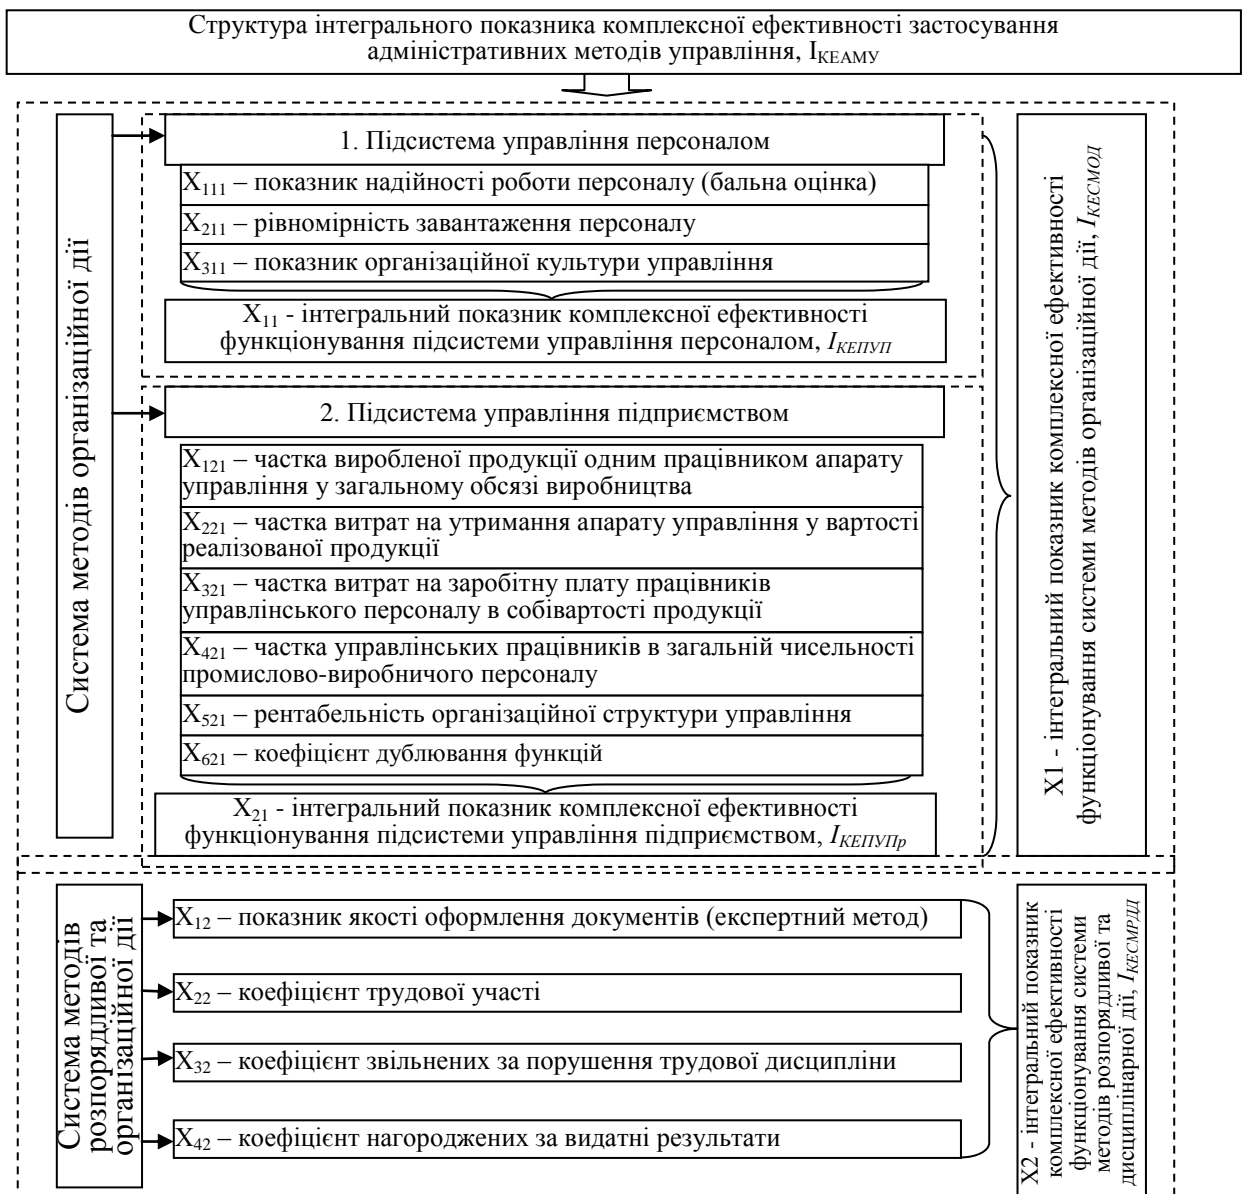 Структура інтегрального показника комплексної ефективності застосування
адміністративних методів управління, І_КЕАМУ
Система методів організаційної дії
1. Підсистема управління персоналом
X111 – показник надійності роботи персоналу (бальна оцінка)
X211 – рівномірність завантаження персоналу
X311 – показник організаційної культури управління
X11 - інтегральний показник комплексної ефективності
функціонування підсистеми управління персоналом, I_КЕПУП
2. Підсистема управління підприємством
X121 – частка виробленої продукції одним працівником апарату
управління у загальному обсязі виробництва
X221 – частка витрат на утримання апарату управління у вартості
реалізованої продукції
X321 – частка витрат на заробітну плату працівників
управлінського персоналу в собівартості продукції
X421 – частка управлінських працівників в загальній чисельності
промислово-виробничого персоналу
X521 – рентабельність організаційної структури управління
X621 – коефіцієнт дублювання функцій
X21 - інтегральний показник комплексної ефективності
функціонування підсистеми управління підприємством, I_КЕПУПр
X1 - інтегральний показник комплексної ефективності
функціонування системи методів організаційної дії, I_КЕСМОД
Система методів
розпорядливої та
організаційної дії
X12 – показник якості оформлення документів (експертний метод)
X22 – коефіцієнт трудової участі
X32 – коефіцієнт звільнених за порушення трудової дисципліни
X42 – коефіцієнт нагороджених за видатні результати
X2 - інтегральний показник
комплексної ефективності
функціонування системи
методів розпорядливої та
дисциплінарної дії, I_КЕСМРДД